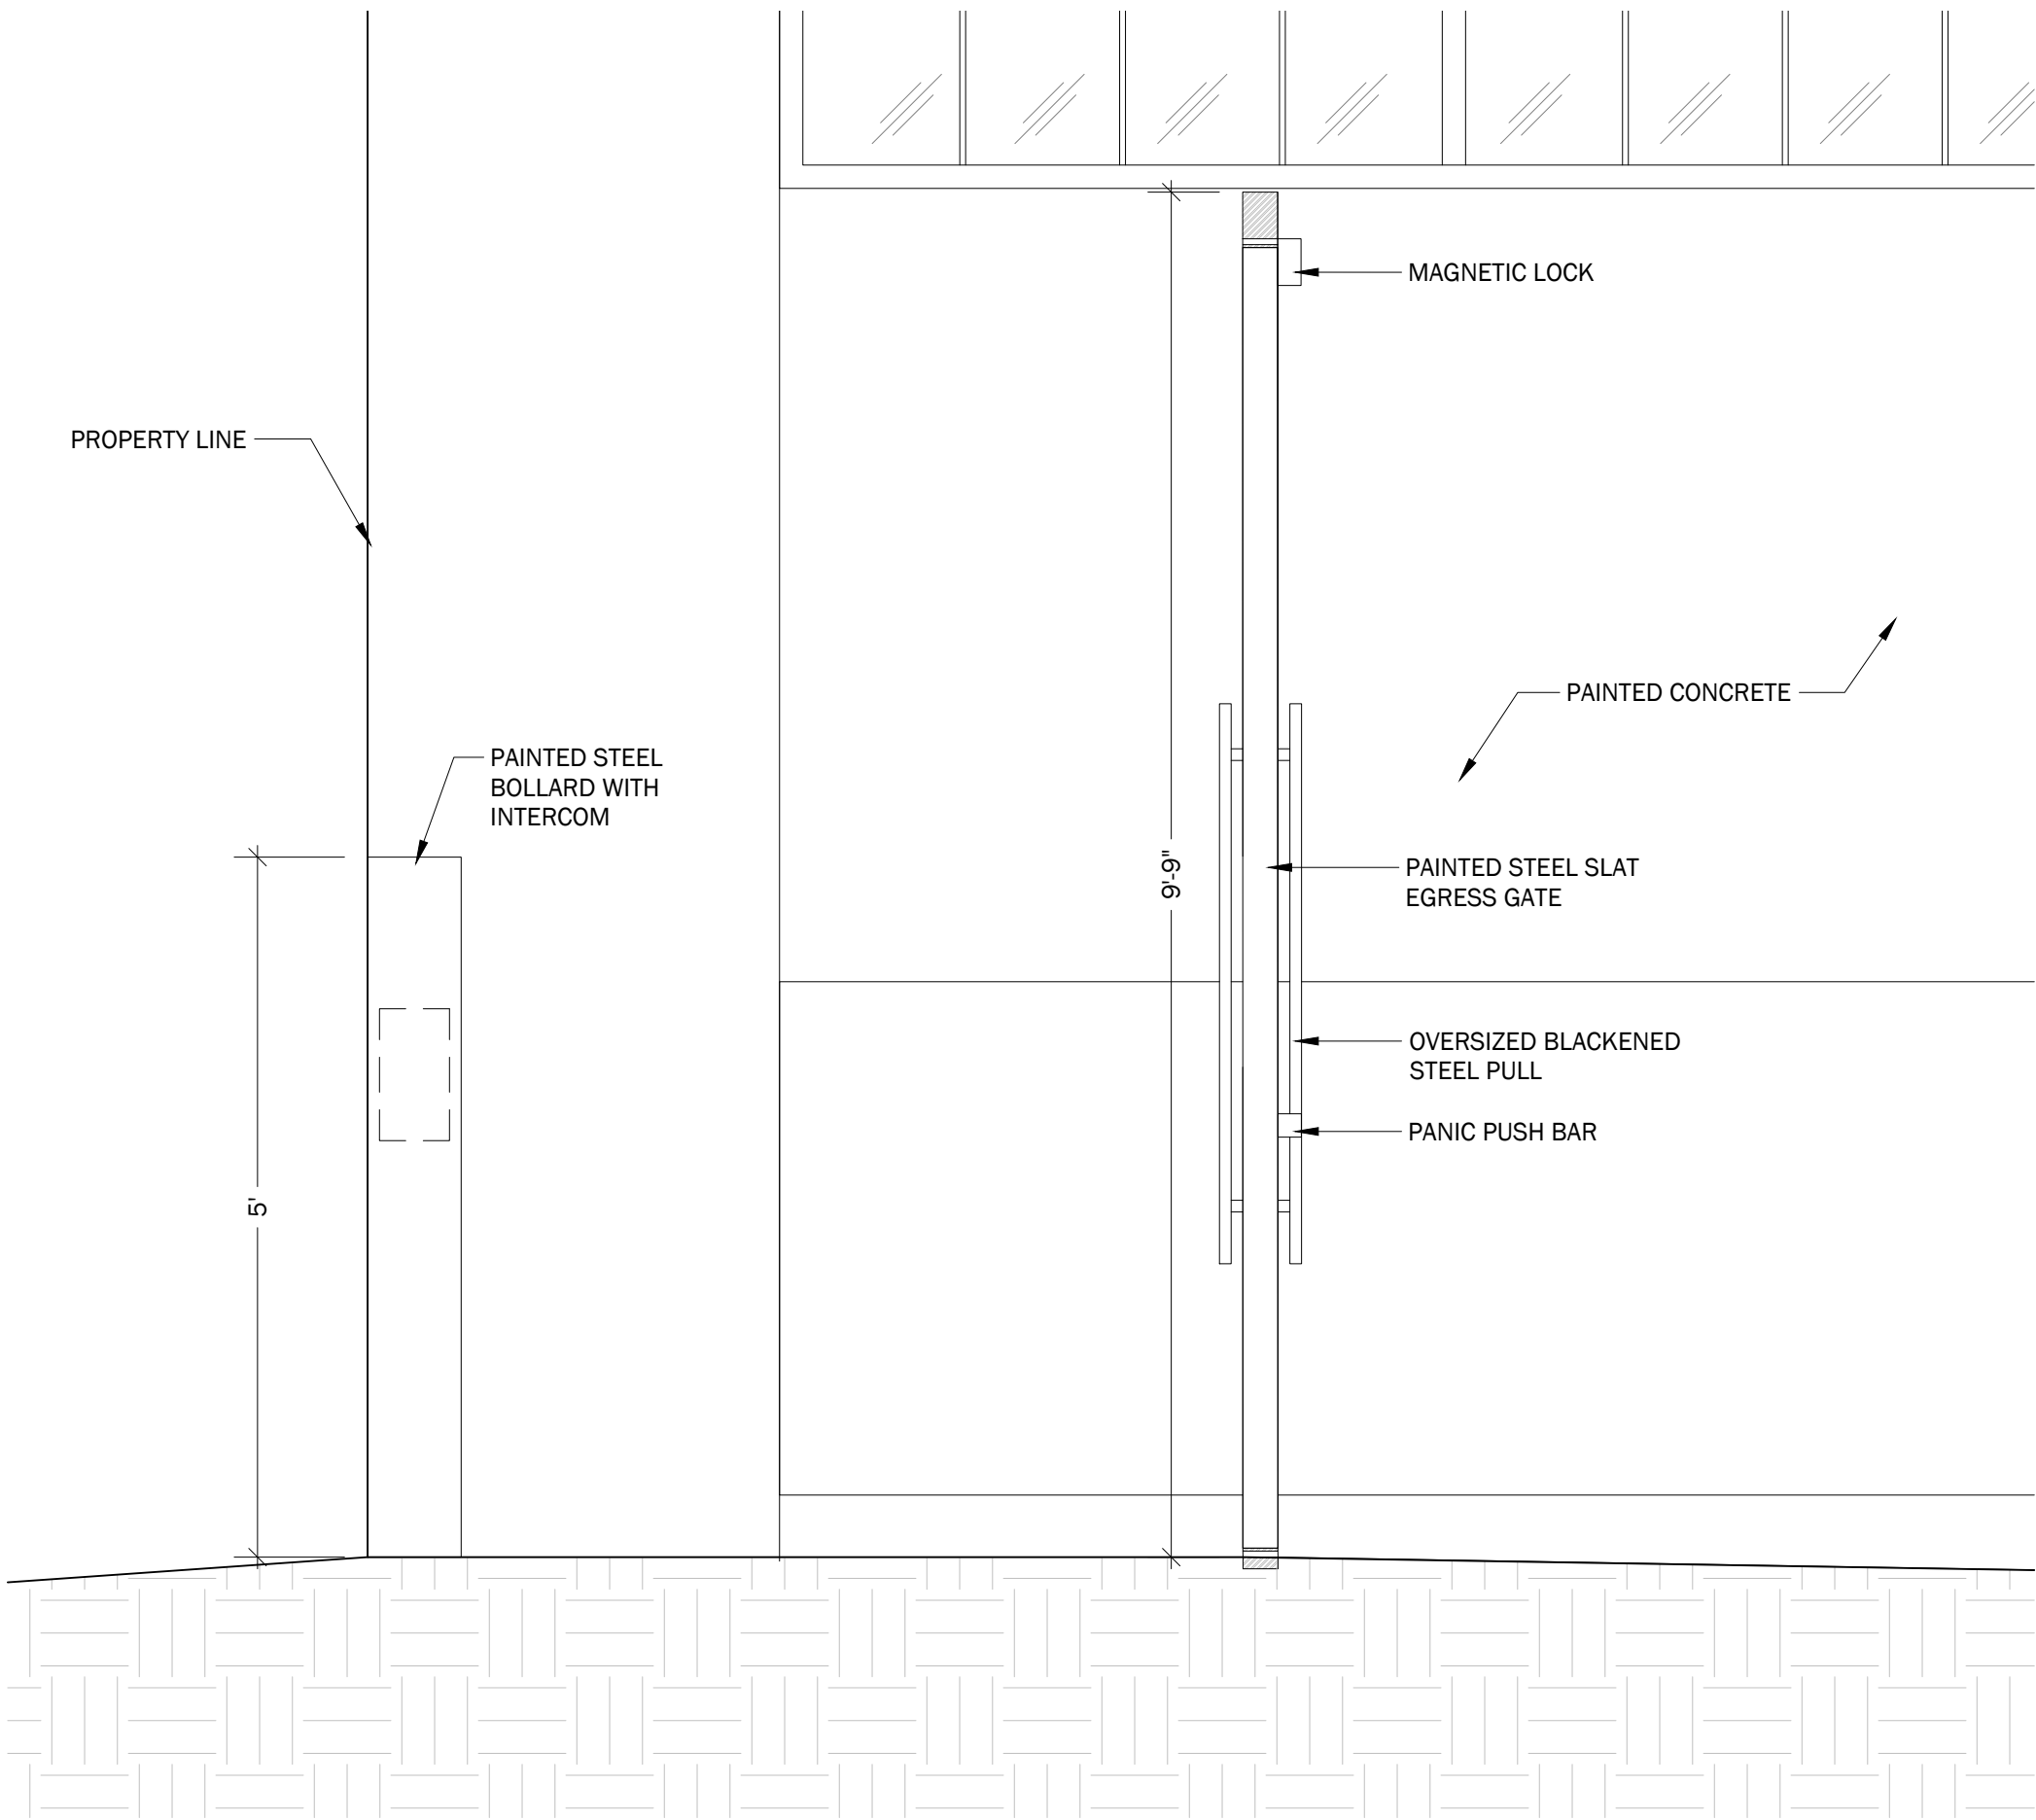 MAGNETIC LOCK
PROPERTY LINE
PAINTED CONCRETE
PAINTED STEEL
BOLLARD WITH
INTERCOM
9'-9"
PAINTED STEEL SLAT
EGRESS GATE
OVERSIZED BLACKENED
STEEL PULL
PANIC PUSH BAR
5'